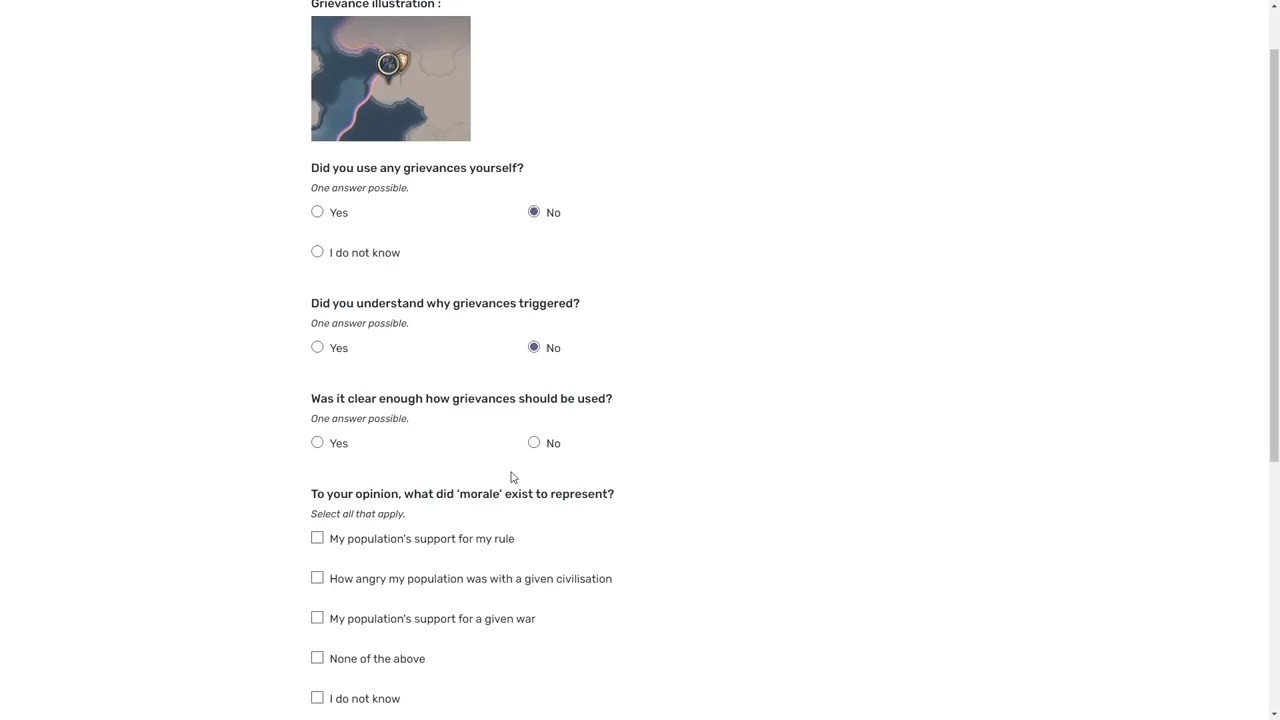 Grievance illustration :
Did you use any grievances yourself?
One answer possible.
Yes
No
I do not know
Did you understand why grievances triggered?
One answer possible.
Yes
No
Was it clear enough how grievances should be used?
One answer possible.
Yes
No
To your opinion, what did ‘morale’ exist to represent?
Select all that apply.
My population's support for my rule
How angry my population was with a given civilisation
My population's support for a given war
None of the above
I do not know